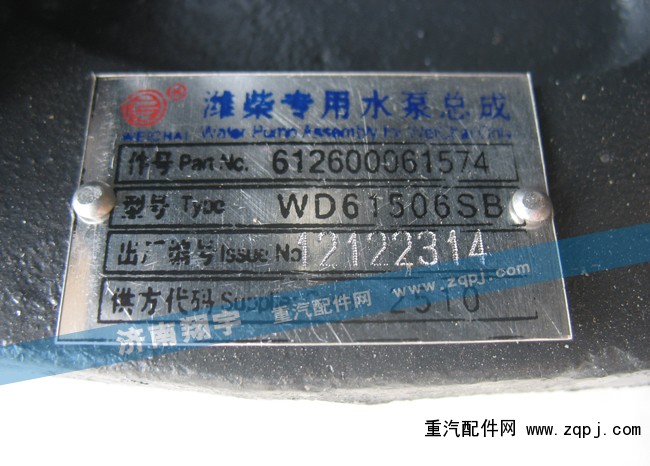 潍柴专用水泵总成
WEICHAI Water Pump Assembly for Weichai Only
件号 Part No. 612600061574
型号 Type WD61506SB
出厂编号 Issue No 12122314
供方代码 Supplie 2510
济南翔宇 重汽配件网 www.zqpj.com
重汽配件网 www.zqpj.com